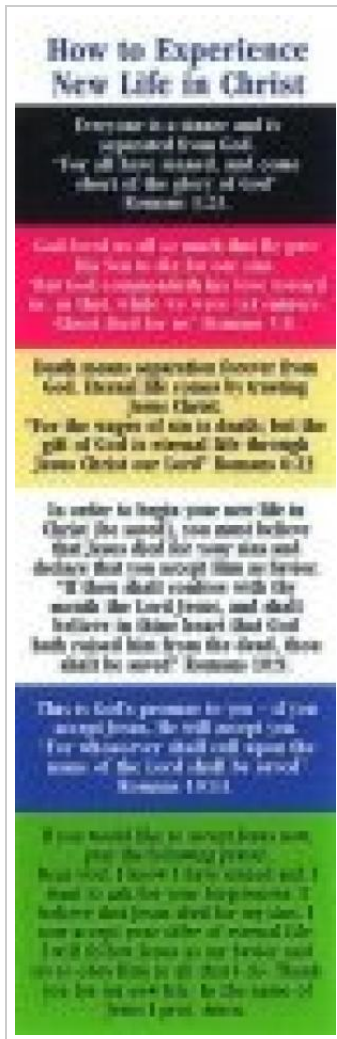 How to Experience
New Life in Christ
Everyone is a sinner and is
separated from God.
"For all have sinned, and come
short of the glory of God"
Romans 3:23
God loved us all so much that He gave
His Son to die for our sins.
"But God commendeth his love toward
us, in that, while we were yet sinners,
Christ died for us" Romans 5:8
Death means separation forever from
God. Eternal life comes by trusting
Jesus Christ.
"For the wages of sin is death; but the
gift of God is eternal life through
Jesus Christ our Lord" Romans 6:23
In order to begin your new life in
Christ (be saved), you must believe
that Jesus died for your sins and
declare that you accept Him as Savior.
"If thou shalt confess with thy
mouth the Lord Jesus, and shalt
believe in thine heart that God
hath raised him from the dead, thou
shalt be saved" Romans 10:9
This is God's promise to you - if you
accept Jesus, He will accept you.
"For whosoever shall call upon the
name of the Lord shall be saved"
Romans 10:13
If you would like to accept Jesus now,
pray the following prayer.
Dear God, I know I have sinned and I
want to ask for your forgiveness. I
believe that Jesus died for my sins. I
now accept your offer of eternal life.
I will follow Jesus as my Savior and
all that I do. Thank
you for my new life. In the name of
Jesus I pray, Amen.